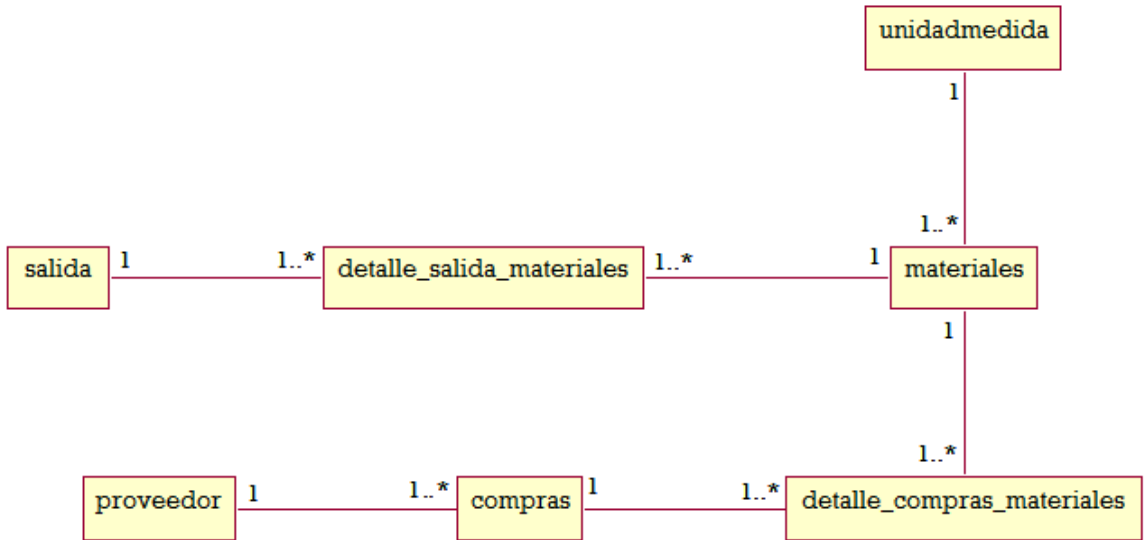 unidadmedida
1
1..*
salida
1
1..*
detalle_salida_materiales
1..*
1
materiales
1
1..*
proveedor
1
1..*
compras
1
1..*
detalle_compras_materiales